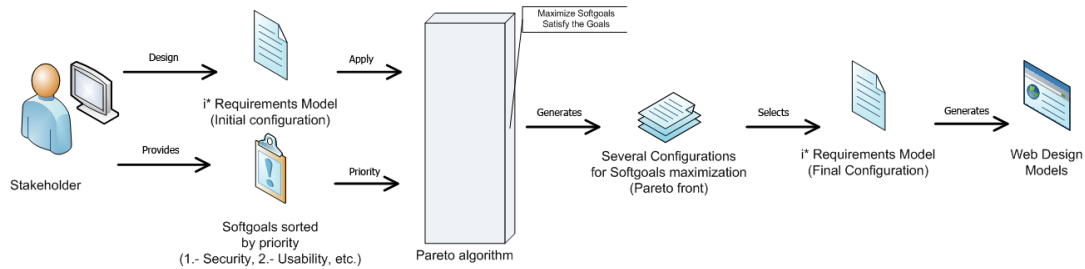 Maximize Softgoals
Satisfy the Goals
Design
Apply
i* Requirements Model
(Initial configuration)
Stakeholder
Provides
Priority
Softgoals sorted
by priority
(1.- Security, 2.- Usability, etc.)
Pareto algorithm
Generates
Several Configurations
for Softgoals maximization
(Pareto front)
Selects
i* Requirements Model
(Final Configuration)
Generates
Web Design
Models